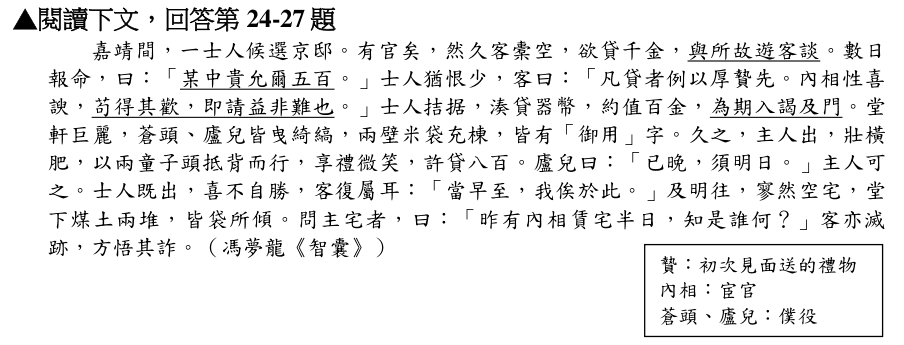 ▲閱讀下文，回答第 24-27 題
嘉靖間，一士人候選京邸。有官矣，然久客橐空，欲貸千金，與所故遊客談。數日
報命，曰：「某中貴允爾五百。」士人猶恨少，客曰：「凡貸者例以厚贄先。內相性喜
諛，苟得其歡，即請益非難也。」士人拮据，湊貸器幣，約值百金，為期入謁及門。堂
軒巨麗，蒼頭、廬兒皆曳綺縞，兩壁米袋充棟，皆有「御用」字。久之，主人出，壯橫
肥，以兩童子頭抵背而行，享禮微笑，許貸八百。廬兒曰：「已晚，須明日。」主人可
之。士人既出，喜不自勝，客復屬耳：「當早至，我俟於此。」及明往，寥然空宅，堂
下煤土兩堆，皆袋所傾。問主宅者，曰：「昨有內相賃宅半日，知是誰何？」客亦滅
跡，方悟其詐。（馮夢龍《智囊》）
贄：初次見面送的禮物
內相：宦官
蒼頭、廬兒：僕役